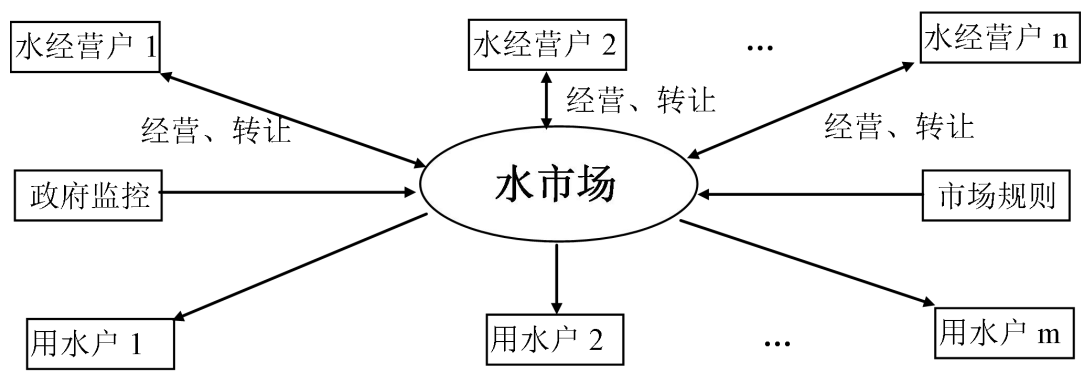 水经营户 1
水经营户 2
...
水经营户 n
经营、转让
经营、转让
经营、转让
政府监控
水市场
市场规则
用水户 1
用水户 2
...
用水户 m